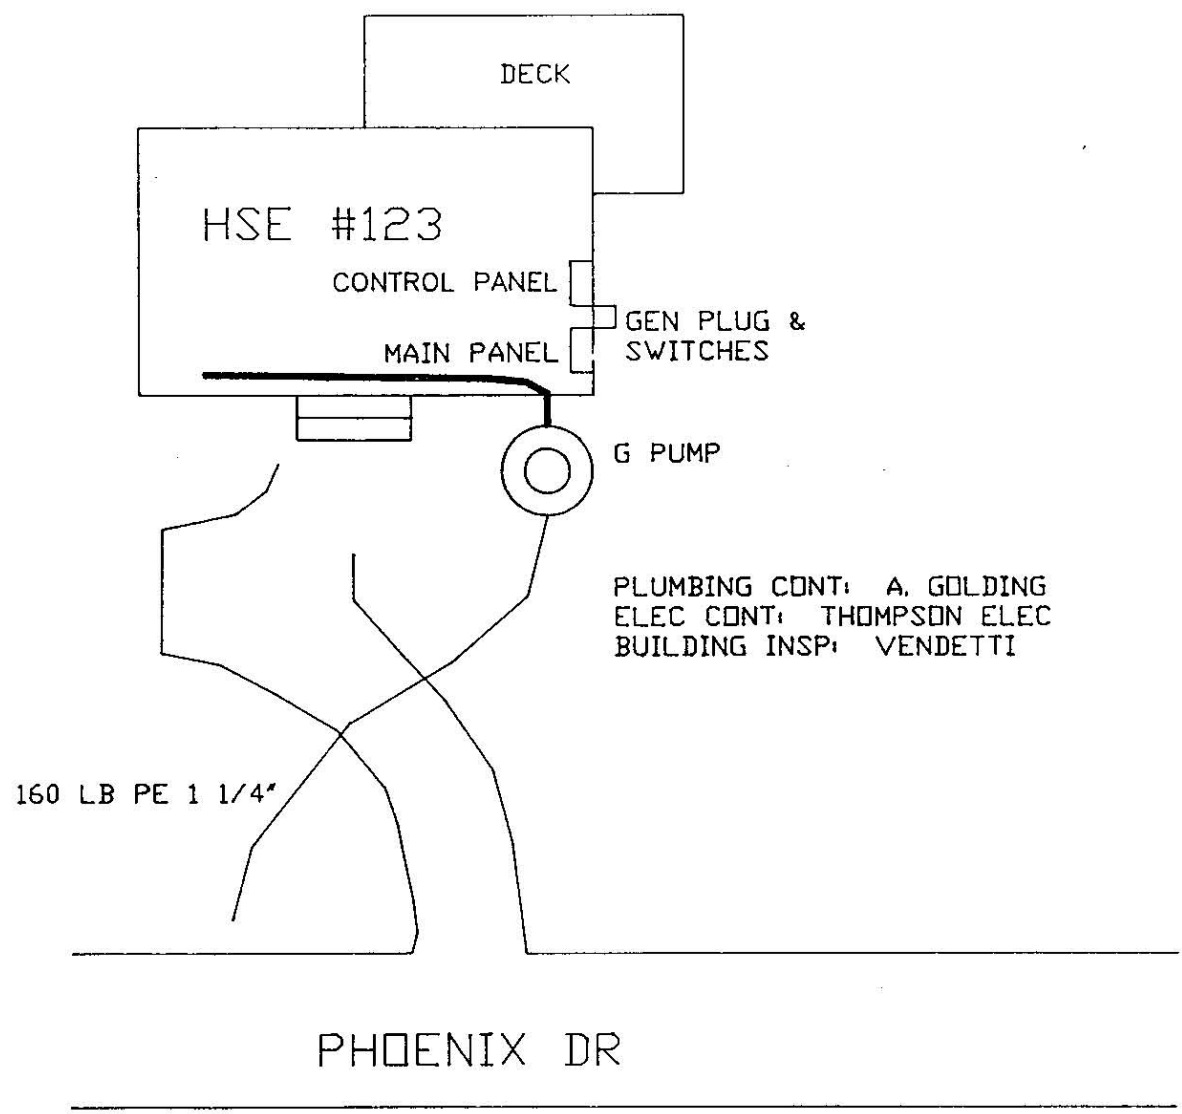 DECK
HSE #123
CONTROL PANEL
GEN PLUG &
SWITCHES
MAIN PANEL
G PUMP
PLUMBING CONT: A. GOLDING
ELEC CONT: THOMPSON ELEC
BUILDING INSP: VENDETTI
160 LB PE 1 1/4"
PHOENIX DR